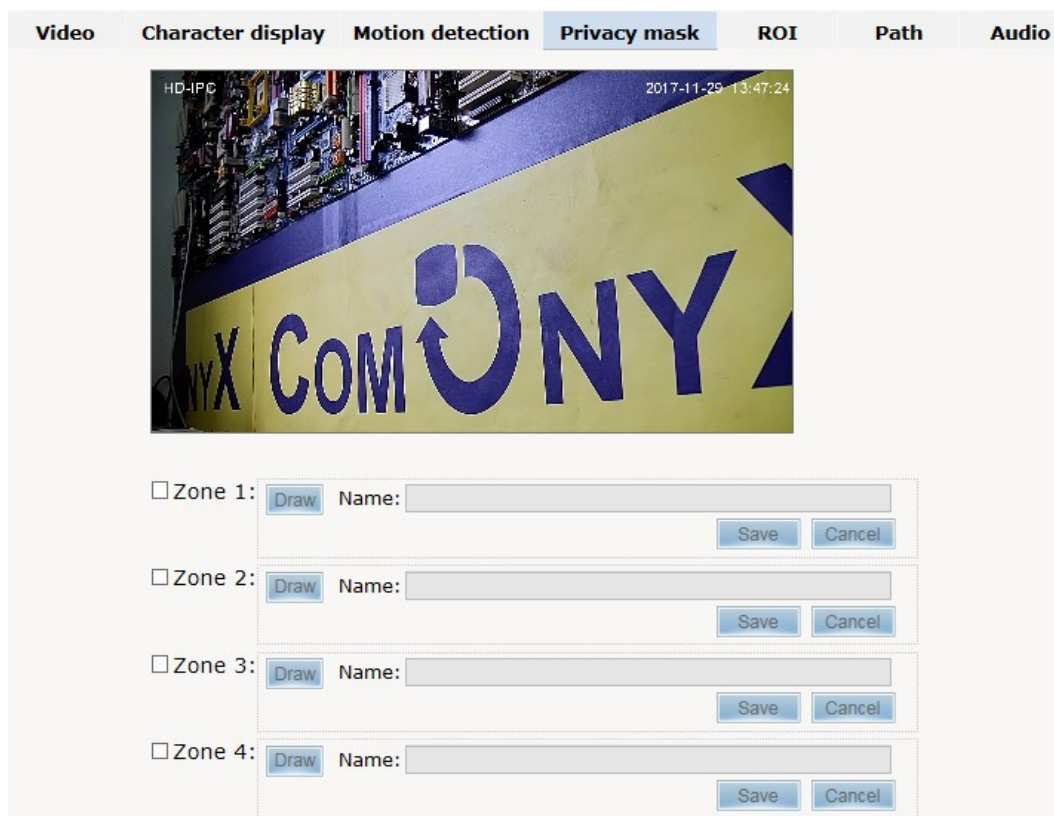 Video Character display Motion detection Privacy mask ROI Path Audio
HD-IPC 2017-11-29 13:47:24
NYX COMONYX
Zone 1: Draw Name:
Save Cancel
Zone 2: Draw Name:
Save Cancel
Zone 3: Draw Name:
Save Cancel
Zone 4: Draw Name:
Save Cancel